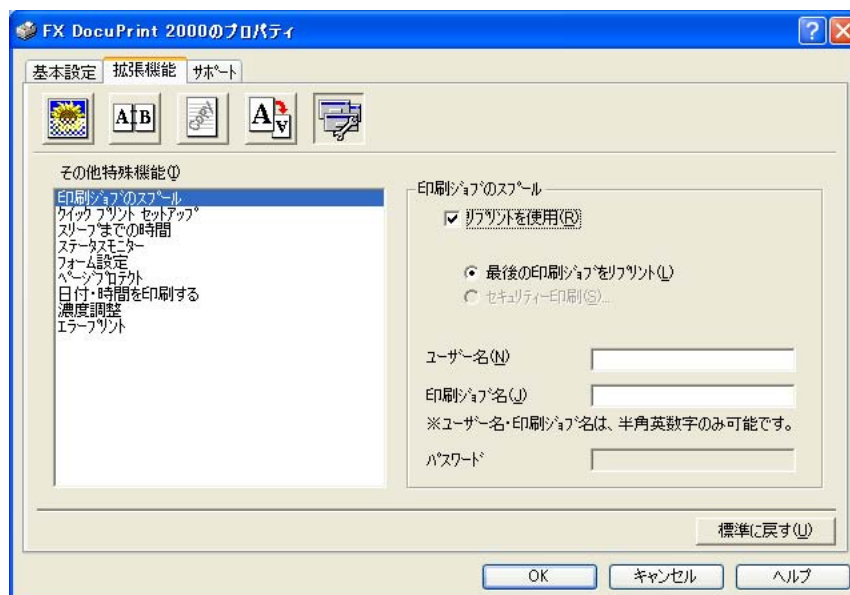 FX DocuPrint 2000のプロパティ
基本設定 拡張機能 ｻﾎﾟｰﾄ
A B
COPY
A A
その他特殊機能(I)
印刷ｼﾞｮﾌﾞのｽﾌﾟｰﾙ
ｸｲｯｸ ﾌﾟﾘﾝﾄ ｾｯﾄｱｯﾌﾟ
ｽﾘｰﾌﾟまでの時間
ｽﾃｰﾀｽﾓﾆﾀｰ
ﾌｫｰﾑ設定
ﾍﾟｰｼﾞﾌﾟﾛﾃｸﾄ
日付・時間を印刷する
濃度調整
ｴﾗｰﾌﾟﾘﾝﾄ
印刷ｼﾞｮﾌﾞのｽﾌﾟｰﾙ
ﾘﾌﾟﾘﾝﾄを使用(R)
最後の印刷ｼﾞｮﾌﾞをﾘﾌﾟﾘﾝﾄ(L)
ｾｷｭﾘﾃｨｰ印刷(S)...
ﾕｰｻﾞｰ名(N)
印刷ｼﾞｮﾌﾞ名(J)
※ﾕｰｻﾞｰ名・印刷ｼﾞｮﾌﾞ名は、半角英数字のみ可能です。
ﾊﾟｽﾜｰﾄﾞ
標準に戻す(U)
OK キャンセル ヘルプ